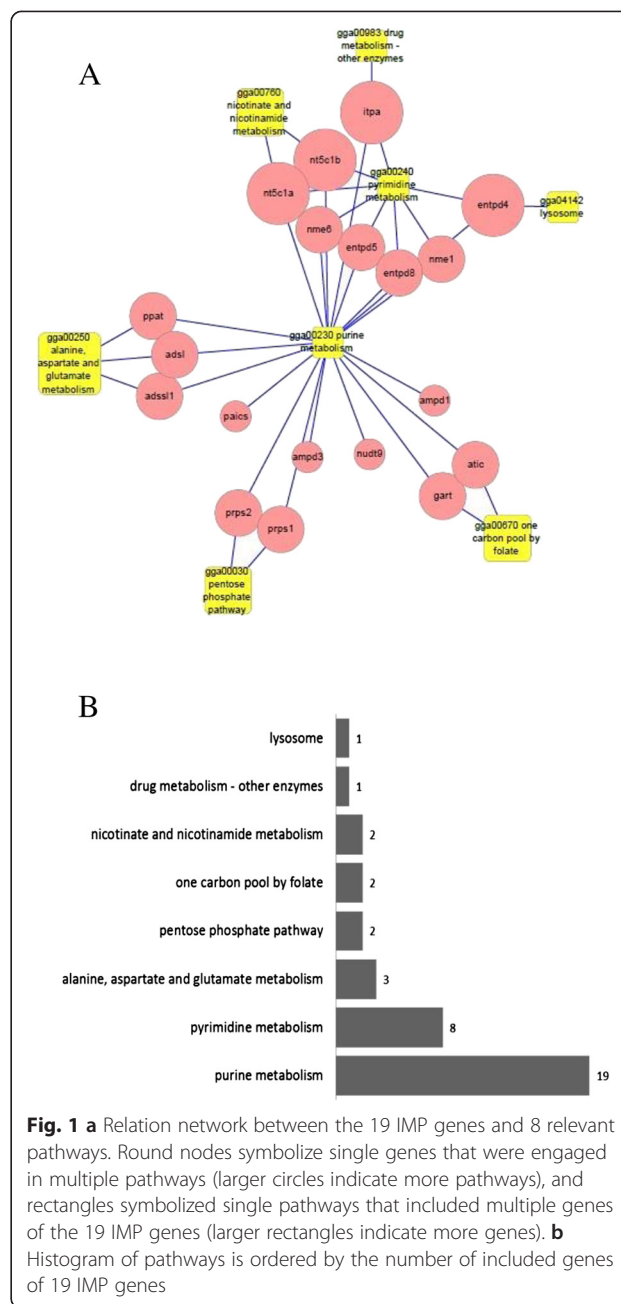 A
gga00983 drug
metabolism -
other enzymes
gga00760
nicotinate and
nicotinamide
metabolism
itpa
nt5c1b
gga00240
pyrimidine
metabolism
nt5c1a
entpd4
gga04142
lysosome
nme6
entpd5
nme1
entpd8
ppat
gga00250
alanine,
aspartate and
glutamate
metabolism
adsl
gga00230 purine
metabolism
adssl1
paics
ampd1
ampd3
nudt9
atic
gart
prps2
prps1
gga00670 one
carbon pool by
folate
gga00030
pentose
phosphate
pathway
B
lysosome 1
drug metabolism - other enzymes 1
nicotinate and nicotinamide metabolism 2
one carbon pool by folate 2
pentose phosphate pathway 2
alanine, aspartate and glutamate metabolism 3
pyrimidine metabolism 8
purine metabolism 19
Fig. 1 a Relation network between the 19 IMP genes and 8 relevant
pathways. Round nodes symbolize single genes that were engaged
in multiple pathways (larger circles indicate more pathways), and
rectangles symbolized single pathways that included multiple genes
of the 19 IMP genes (larger rectangles indicate more genes). b
Histogram of pathways is ordered by the number of included genes
of 19 IMP genes